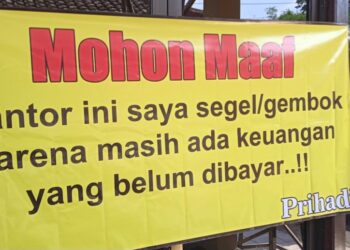 Mohon Maaf
antor ini saya segel/gembok
arena masih ada keuangan
yang belum dibayar..!!
Prihad